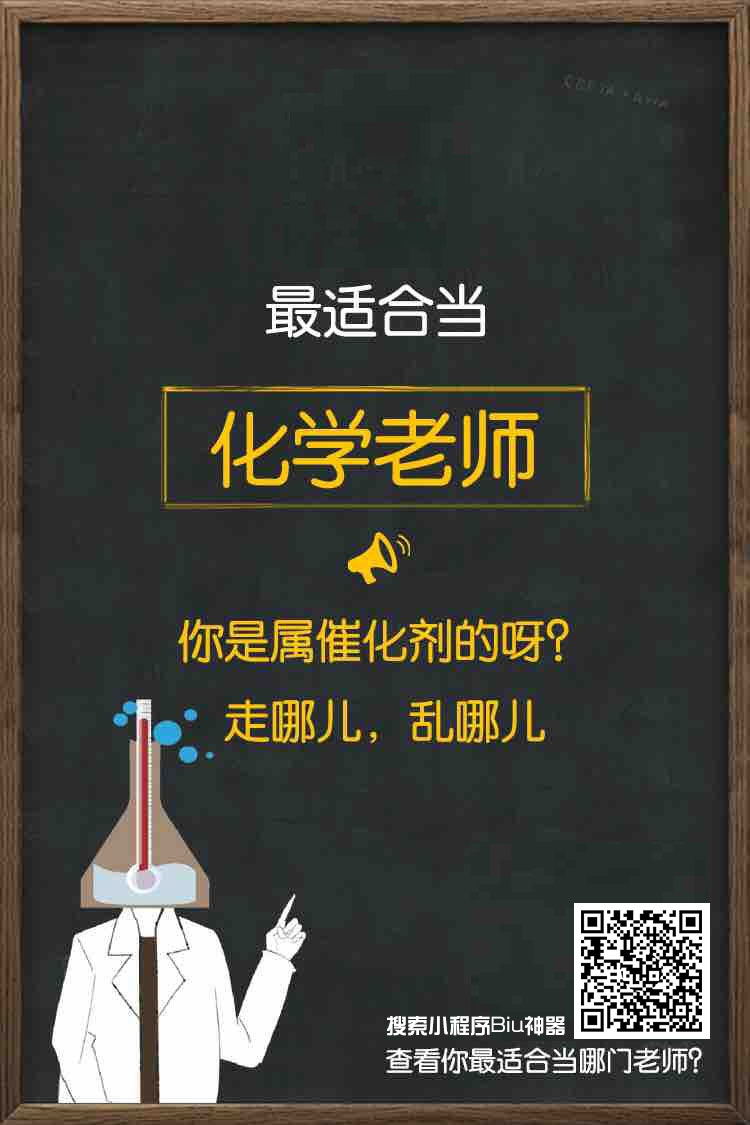 最适合当
化学老师
你是属催化剂的呀？
走哪儿，乱哪儿
搜索小程序Biu神器
查看你最适合当哪门老师？